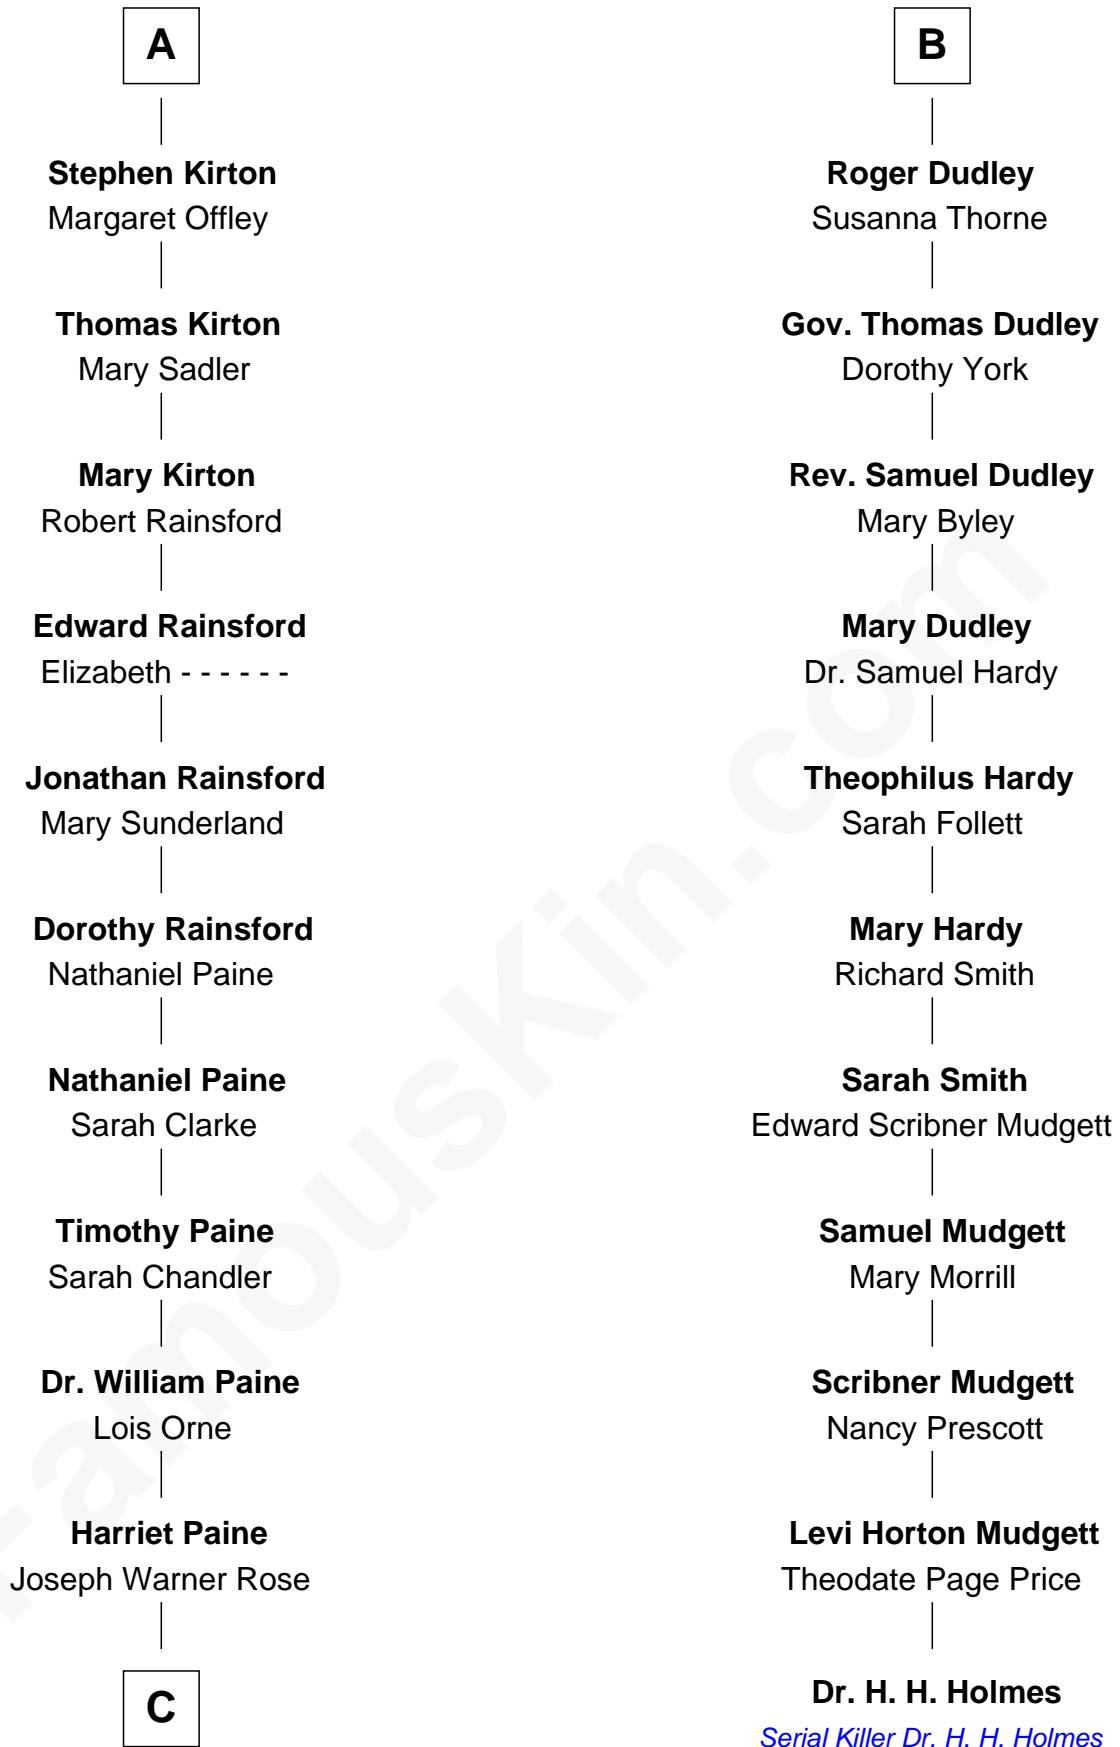 A
Stephen Kirton
Margaret Offley
Thomas Kirton
Mary Sadler
Mary Kirton
Robert Rainsford
Edward Rainsford
Elizabeth - - - - - -
Jonathan Rainsford
Mary Sunderland
Dorothy Rainsford
Nathaniel Paine
Nathaniel Paine
Sarah Clarke
Timothy Paine
Sarah Chandler
Dr. William Paine
Lois Orne
Harriet Paine
Joseph Warner Rose
C
B
Roger Dudley
Susanna Thorne
Gov. Thomas Dudley
Dorothy York
Rev. Samuel Dudley
Mary Byley
Mary Dudley
Dr. Samuel Hardy
Theophilus Hardy
Sarah Follett
Mary Hardy
Richard Smith
Sarah Smith
Edward Scribner Mudgett
Samuel Mudgett
Mary Morrill
Scribner Mudgett
Nancy Prescott
Levi Horton Mudgett
Theodate Page Price
Dr. H. H. Holmes
Serial Killer Dr. H. H. Holmes
FamousKin.com